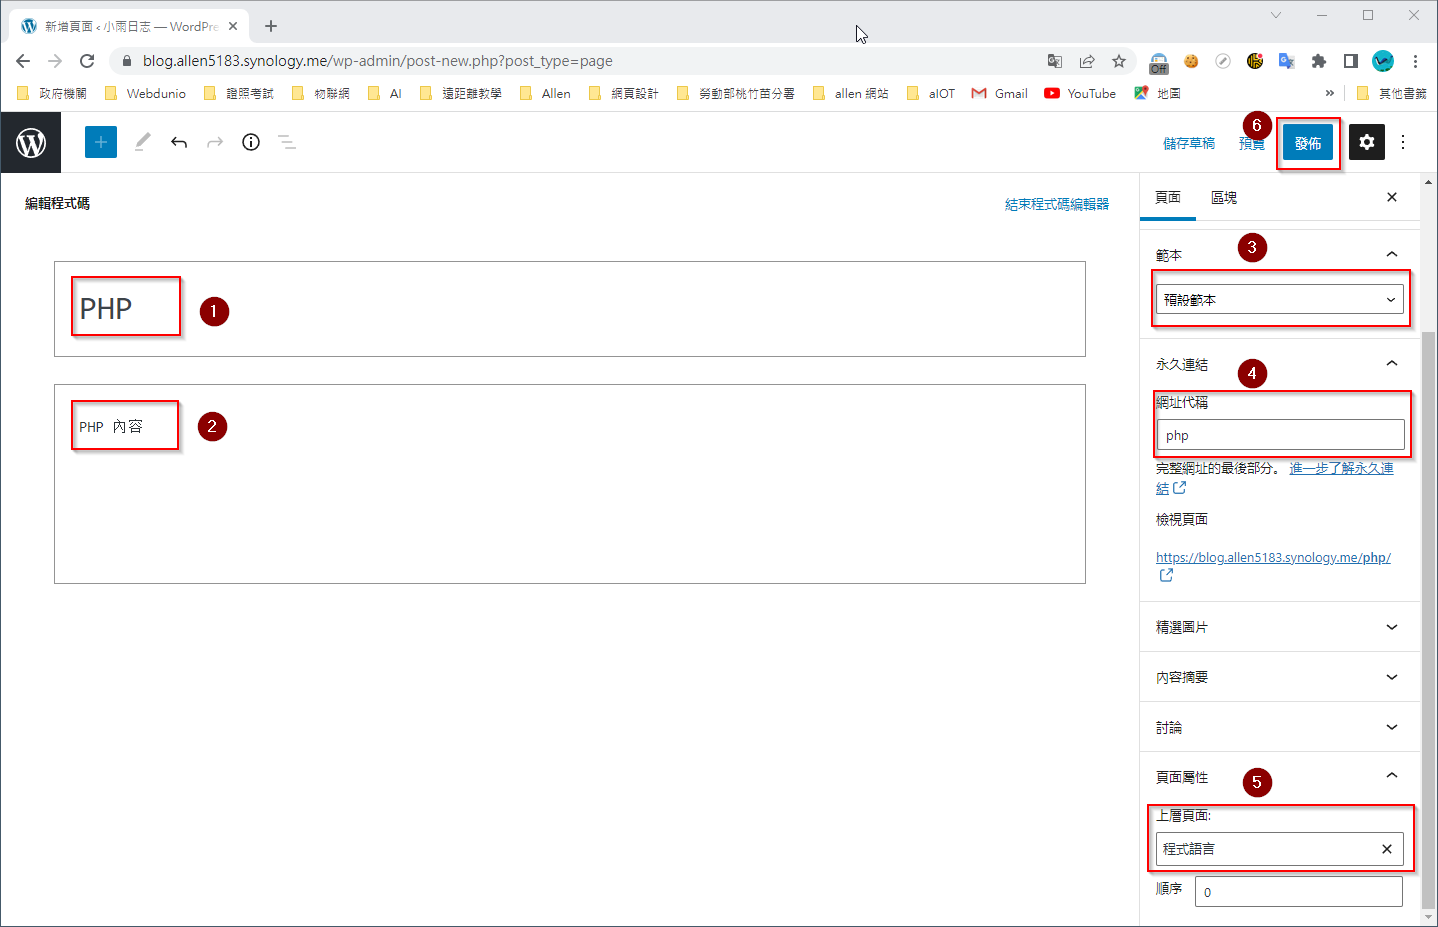 新增頁面 ‹ 小雨日志 — WordPre
blog.allen5183.synology.me/wp-admin/post-new.php?post_type=page
Off
政府機關 Webdunio 證照考試 物聯網 AI 遠距離教學 Allen 網頁設計 勞動部桃竹苗分署 allen 網站 aIOT Gmail YouTube 地圖 » 其他書籤
儲存草稿 預覽 6 發佈
編輯程式碼 結束程式碼編輯器
PHP 1
PHP 內容 2
頁面 區塊
範本 3
預設範本
永久連結 4
網址代稱
php
完整網址的最後部分。 進一步了解永久連
結
檢視頁面
https://blog.allen5183.synology.me/php/
精選圖片
內容摘要
討論
頁面屬性 5
上層頁面:
程式語言
順序 0